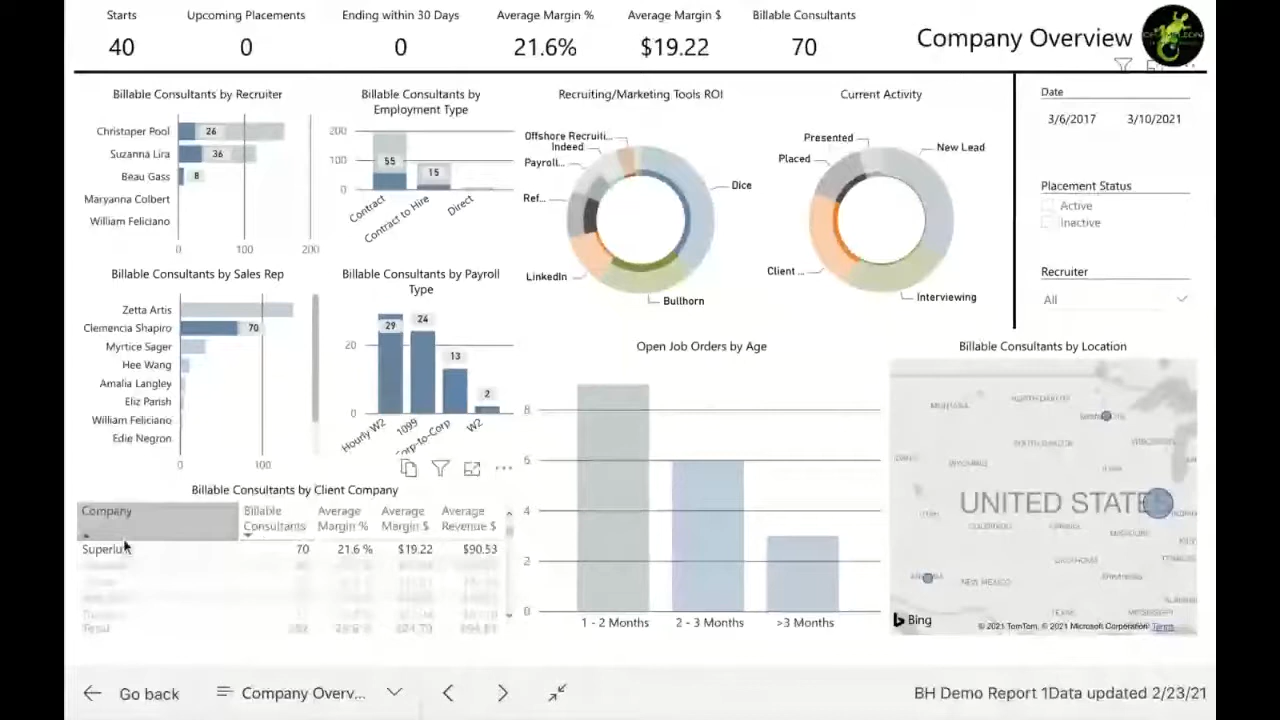 Starts
Upcoming Placements
Ending within 30 Days
Average Margin %
Average Margin $
Billable Consultants
40
0
0
21.6%
$19.22
70
Company Overview
Billable Consultants by Recruiter
Christoper Pool
26
Suzanna Lira
36
Beau Gass
8
Maryanna Colbert
William Feliciano
0
100
200
Billable Consultants by
Employment Type
200
100
0
55
15
Contract
Contract to Hire
Direct
Recruiting/Marketing Tools ROI
Offshore Recruiti...
Indeed
Payroll...
Ref...
LinkedIn
Bullhorn
Dice
Current Activity
Presented
Placed
Client ...
New Lead
Interviewing
Date
3/6/2017
3/10/2021
Placement Status
Active
Inactive
Recruiter
All
Billable Consultants by Sales Rep
Zetta Artis
Clemencia Shapiro
70
Myrtice Sager
Hee Wang
Amalia Langley
Eliz Parish
William Feliciano
Edie Negron
0
100
Billable Consultants by Payroll
Type
20
0
29
24
13
2
Hourly W2
1099
Corp-to-Corp
W2
Open Job Orders by Age
8
6
4
2
0
1 - 2 Months
2 - 3 Months
>3 Months
Billable Consultants by Location
MONTANA
NORTH DAKOTA
SOUTH DAKOTA
WYOMING
UNITED STATE
NEW MEXICO
Bing
© 2021 TomTom, © 2021 Microsoft Corporation Terms
Billable Consultants by Client Company
Company
Billable
Consultants
Average
Margin %
Average
Margin $
Average
Revenue $
70
21.6 %
$19.22
$90.53
Total
Go back
Company Overv...
BH Demo Report 1Data updated 2/23/21